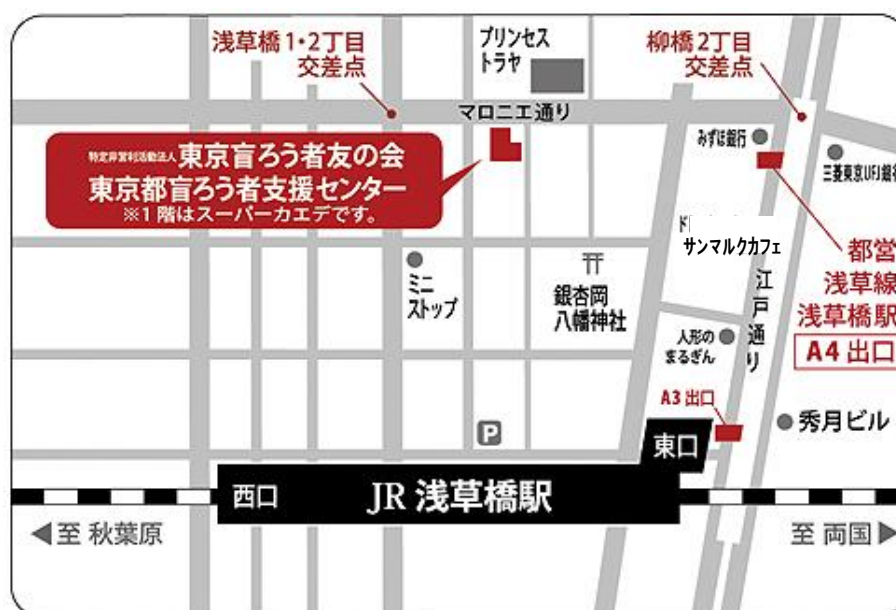 浅草橋1・2丁目
交差点
プリンセス
トラヤ
柳橋2丁目
交差点
マロニエ通り
みずほ銀行
三菱東京UFJ銀
特定非営利活動法人 東京盲ろう者友の会
東京都盲ろう者支援センター
※1階はスーパーカエデです。
サンマルクカフェ
ミニ
ストップ
銀杏岡
八幡神社
江戸通り
都営
浅草線
浅草橋駅
A4 出口
人形の
まるぎん
A3 出口
P
秀月ビル
東口
西口
JR 浅草橋駅
至 秋葉原
至 両国